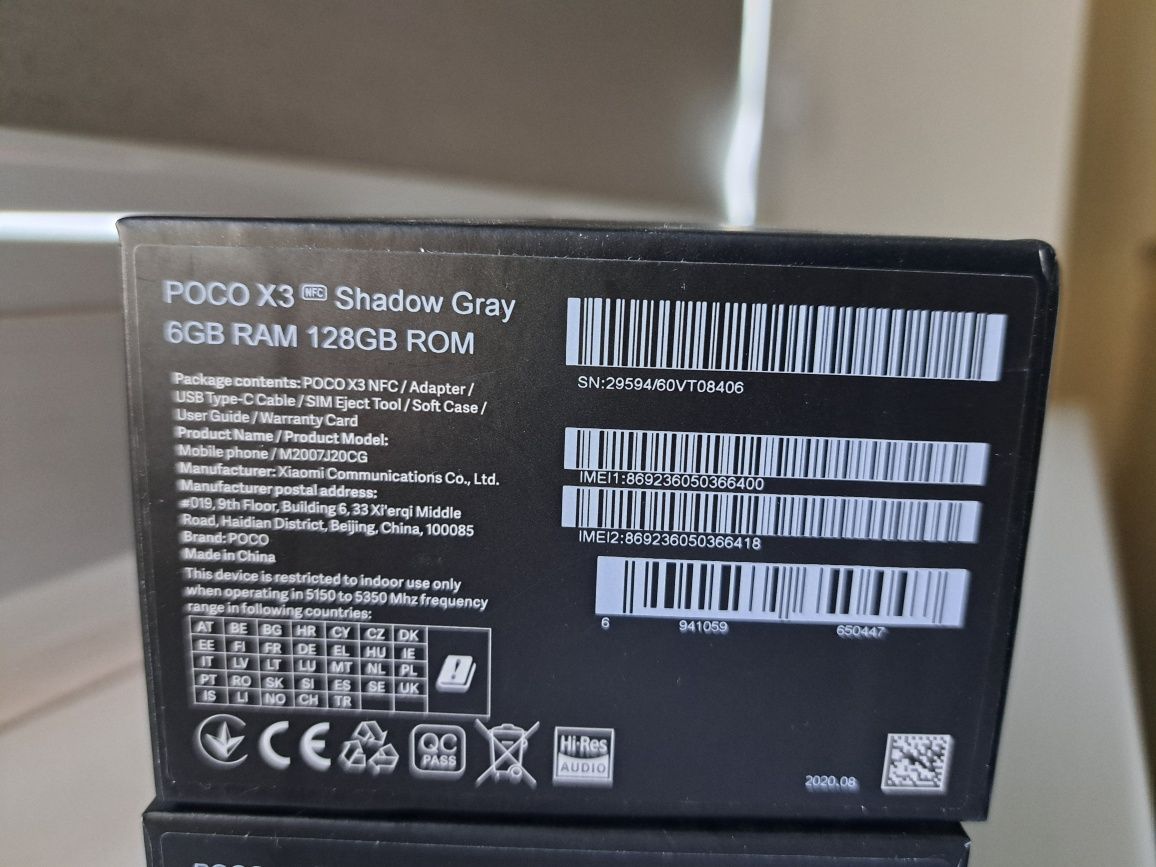 POCO X3 NFC Shadow Gray
6GB RAM 128GB ROM
Package contents: POCO X3 NFC / Adapter /
USB Type-C Cable / SIM Eject Tool / Soft Case /
User Guide / Warranty Card
Product Name / Product Model:
Mobile phone / M2007J20CG
Manufacturer: Xiaomi Communications Co., Ltd.
Manufacturer postal address:
#019, 9th Floor, Building 6, 33 Xi'erqi Middle
Road, Haidian District, Beijing, China, 100085
Brand: POCO
Made in China
This device is restricted to indoor use only
when operating in 5150 to 5350 Mhz frequency
range in following countries:
AT BE BG HR CY CZ DK
EE FI FR DE EL HU IE
IT LV LT LU MT NL PL
PT RO SK SI ES SE UK
IS LI NO CH TR
CE
QC
PASS
Hi-Res
AUDIO
SN:29594/60VT08406
IMEI1:869236050366400
IMEI2:869236050366418
6 941059 650447
2020.08
POCO